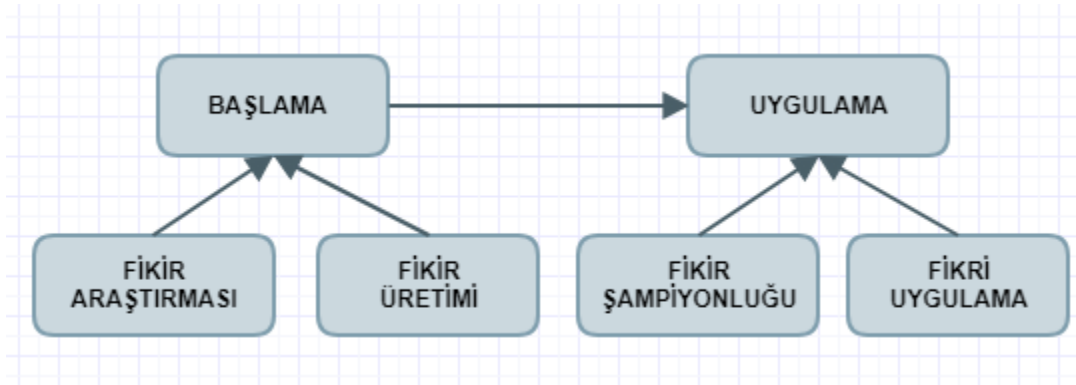 BAŞLAMA
UYGULAMA
FİKİR
ARAŞTIRMASI
FİKİR
ÜRETİMİ
FİKİR
ŞAMPİYONLUĞU
FİKRİ
UYGULAMA